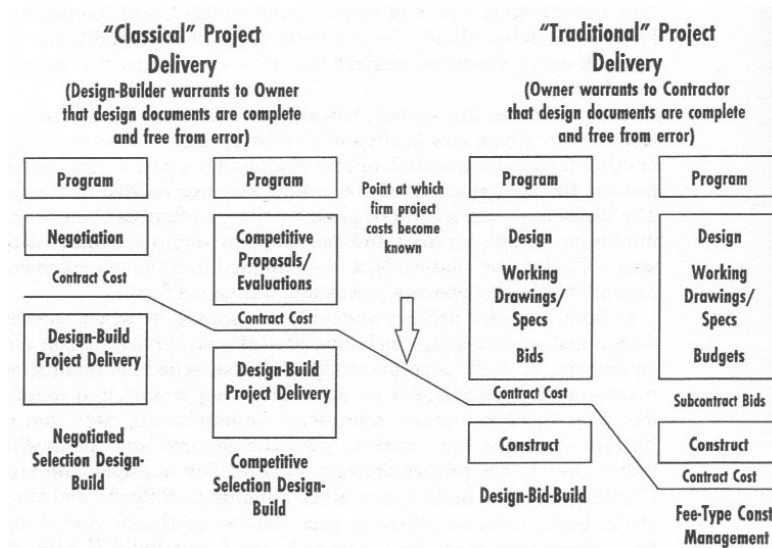 "Classical" Project
Delivery
(Design-Builder warrants to Owner
that design documents are complete
and free from error)
"Traditional" Project
Delivery
(Owner warrants to Contractor
that design documents are complete
and free from error)
Program
Negotiation
Contract Cost
Design-Build
Project Delivery
Negotiated
Selection Design-
Build
Program
Competitive
Proposals/
Evaluations
Contract Cost
Design-Build
Project Delivery
Competitive
Selection Design-
Build
Point at which
firm project
costs become
known
Program
Design
Working
Drawings/
Specs
Bids
Contract Cost
Construct
Design-Bid-Build
Program
Design
Working
Drawings/
Specs
Budgets
Subcontract Bids
Construct
Contract Cost
Fee-Type Const
Management